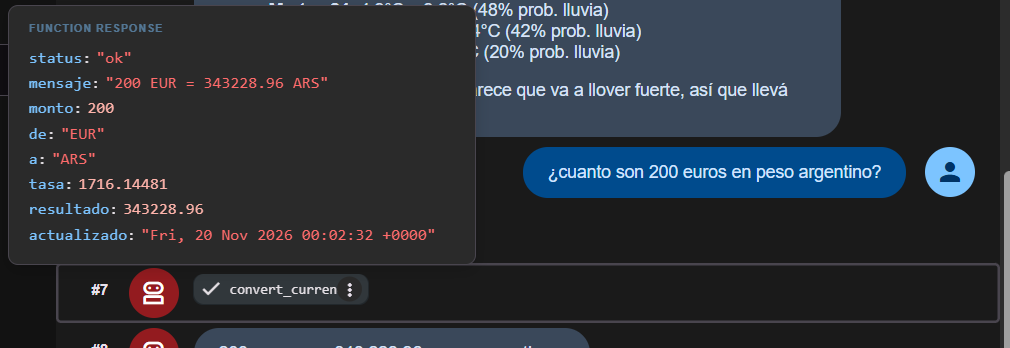 (48% prob. lluvia)
4°C (42% prob. lluvia)
(20% prob. lluvia)
que va a llover fuerte, así que llevá
FUNCTION RESPONSE
status: "ok"
mensaje: "200 EUR = 343228.96 ARS"
monto: 200
de: "EUR"
a: "ARS"
tasa: 1716.14481
resultado: 343228.96
actualizado: "Fri, 20 Nov 2026 00:02:32 +0000"
¿cuanto son 200 euros en peso argentino?
#7
convert_curren